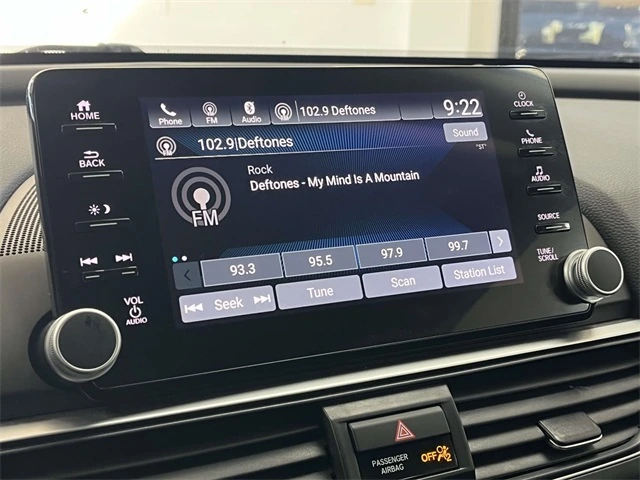 HOME
BACK
VOL
AUDIO
Phone
FM
Audio
102.9 Deftones
9:22
102.9|Deftones
Sound
"ST"
Rock
Deftones - My Mind Is A Mountain
FM
93.3
95.5
97.9
99.7
Seek
Tune
Scan
Station List
CLOCK
PHONE
AUDIO
SOURCE
TUNE/
SCROLL
PASSENGER
AIRBAG
OFF
2